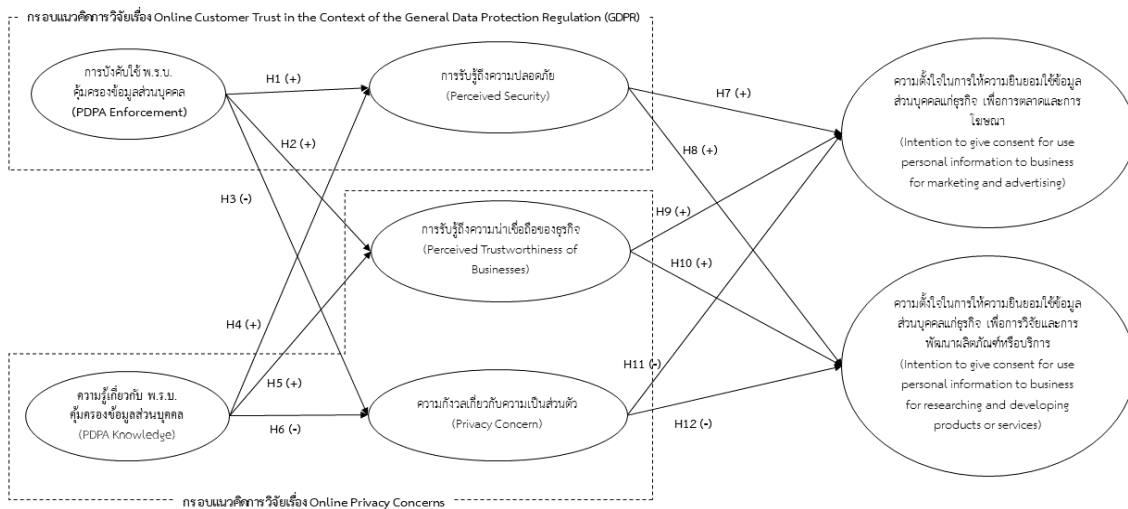 กรอบแนวคิดการวิจัยเรื่อง Online Customer Trust in the Context of the General Data Protection Regulation (GDPR)
การบังคับใช้ พ.ร.บ.
คุ้มครองข้อมูลส่วนบุคคล
(PDPA Enforcement)
H1 (+)
การรับรู้ถึงความปลอดภัย
(Perceived Security)
H7 (+)
ความตั้งใจในการให้ความยินยอมใช้ข้อมูล
ส่วนบุคคลแก่ธุรกิจ เพื่อการตลาดและการ
โฆษณา
(Intention to give consent for use
personal information to business
for marketing and advertising)
H2 (+)
H8 (+)
H3 (-)
H9 (+)
การรับรู้ถึงความน่าเชื่อถือของธุรกิจ
(Perceived Trustworthiness of
Businesses)
H10 (+)
H4 (+)
H11 (-)
ความตั้งใจในการให้ความยินยอมใช้ข้อมูล
ส่วนบุคคลแก่ธุรกิจ เพื่อการวิจัยและการ
พัฒนาผลิตภัณฑ์หรือบริการ
(Intention to give consent for use
personal information to business
for researching and developing
products or services)
ความรู้เกี่ยวกับ พ.ร.บ.
คุ้มครองข้อมูลส่วนบุคคล
(PDPA Knowledge)
H5 (+)
H6 (-)
ความกังวลเกี่ยวกับความเป็นส่วนตัว
(Privacy Concern)
H12 (-)
กรอบแนวคิดการวิจัยเรื่อง Online Privacy Concerns